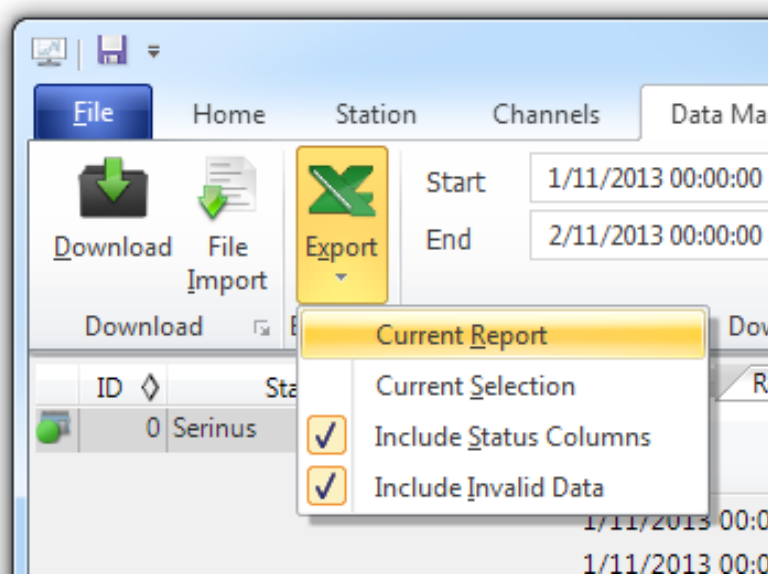 File Home Station Channels Data Ma
Start 1/11/2013 00:00:00
Download File Import Export End 2/11/2013 00:00:00
Download
Current Report
Current Selection
Include Status Columns
Include Invalid Data
ID Sta R
0 Serinus
1/11/2013 00:0
1/11/2013 00:0